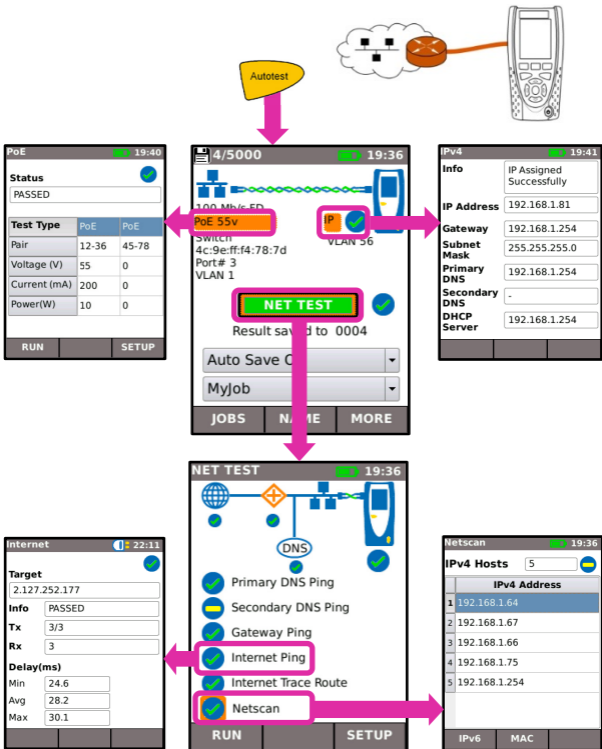 Autotest
PoE 19:40
Status
PASSED
Test Type PoE PoE
Pair 12-36 45-78
Voltage (V) 55 0
Current (mA) 200 0
Power(W) 10 0
RUN SETUP
4/5000 19:36
100 Mb/s FD
PoE 55v IP
Switch VLAN 56
4c:9e:ff:f4:78:7d
Port# 3
VLAN 1
NET TEST
Result saved to 0004
Auto Save O
MyJob
JOBS NAME MORE
IPv4 19:41
Info IP Assigned
Successfully
IP Address 192.168.1.81
Gateway 192.168.1.254
Subnet
Mask 255.255.255.0
Primary
DNS 192.168.1.254
Secondary
DNS -
DHCP
Server 192.168.1.254
NET TEST 19:36
DNS
Primary DNS Ping
Secondary DNS Ping
Gateway Ping
Internet Ping
Internet Trace Route
Netscan
RUN SETUP
Internet 22:11
Target
2.127.252.177
Info PASSED
Tx 3/3
Rx 3
Delay(ms)
Min 24.6
Avg 28.2
Max 30.1
Netscan 19:36
IPv4 Hosts 5
IPv4 Address
1 192.168.1.64
2 192.168.1.67
3 192.168.1.66
4 192.168.1.75
5 192.168.1.254
IPv6 MAC